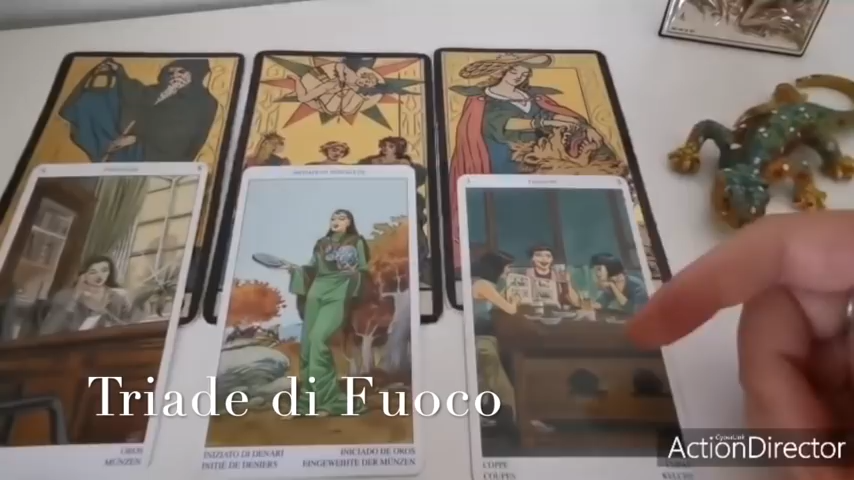 Triade di Fuoco
INIZIATO DI DENARI
INICIADO DE OROS
INITIÉ DE DENIERS
EINGEWEIHTE DER MÜNZEN
OROS
MÜNZEN
COPPE
COUPES
CyberLink
ActionDirector